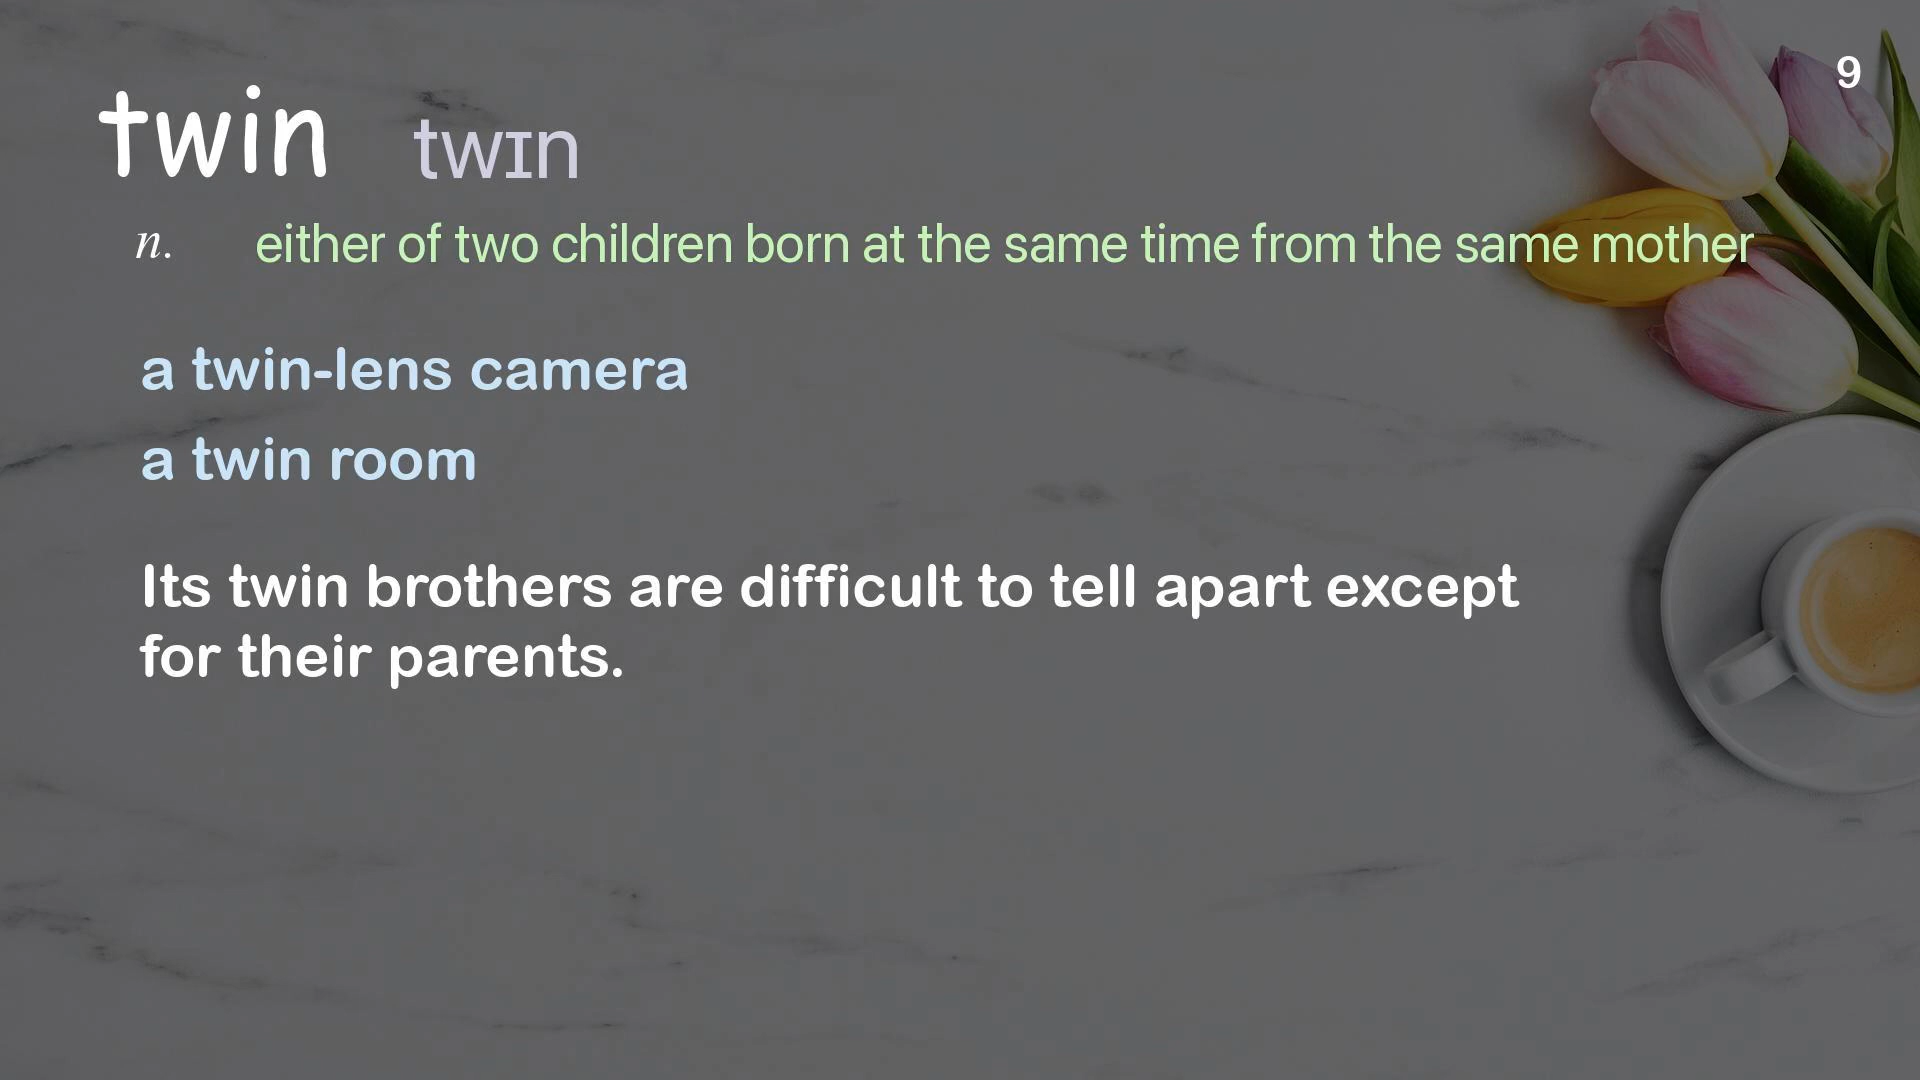 9
twin twɪn
n. either of two children born at the same time from the same mother
a twin-lens camera
a twin room
Its twin brothers are difficult to tell apart except
for their parents.